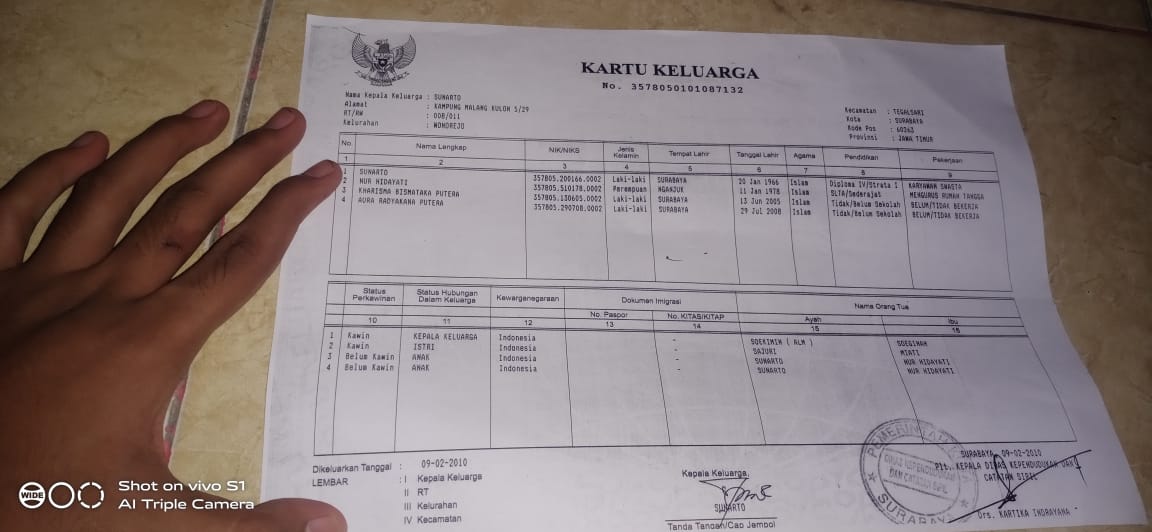 KARTU KELUARGA
No. 3578050101087132
Nama Kepala Keluarga : SUNARTO
Alamat : KAMPUNG MALANG KULON 5/29
RT/RW : 008/011
Kelurahan : WONOREJO
Kecamatan : TEGALSARI
Kota : SURABAYA
Kode Pos : 60263
Provinsi : JAWA TIMUR
No. Nama Lengkap NIK/NIKS Jenis Kelamin Tempat Lahir Tanggal Lahir Agama Pendidikan Pekerjaan
1 2 3 4 5 6 7 8 9
1 SUNARTO 357805.200166.0002 Laki-laki SURABAYA 20 Jan 1966 Islam Diploma IV/Strata I KARYAWAN SWASTA
2 NUR HIDAYATI 357805.510178.0002 Perempuan NGANJUK 11 Jan 1978 Islam SLTA/Sederajat MENGURUS RUMAH TANGGA
3 KHARISMA BISMATAKA PUTERA 357805.130605.0002 Laki-laki SURABAYA 13 Jun 2005 Islam Tidak/Belum Sekolah BELUM/TIDAK BEKERJA
4 AURA RADYAKANA PUTERA 357805.290708.0002 Laki-laki SURABAYA 29 Jul 2008 Islam Tidak/Belum Sekolah BELUM/TIDAK BEKERJA
Status Perkawinan Status Hubungan Dalam Keluarga Kewarganegaraan Dokumen Imigrasi Nama Orang Tua
No. Paspor No. KITAS/KITAP Ayah Ibu
10 11 12 13 14 15 16
1 Kawin KEPALA KELUARGA Indonesia - SOEKIMIN ( ALM ) SOEGINAH
2 Kawin ISTRI Indonesia - SAJURI MIATI
3 Belum Kawin ANAK Indonesia - SUNARTO NUR HIDAYATI
4 Belum Kawin ANAK Indonesia - SUNARTO NUR HIDAYATI
Dikeluarkan Tanggal : 09-02-2010
LEMBAR : I Kepala Keluarga
II RT
III Kelurahan
IV Kecamatan
Kepala Keluarga,
SUNARTO
Tanda Tangan/Cap Jempol
SURABAYA, 09-02-2010
Plt. KEPALA DINAS KEPENDUDUKAN DAN
CATATAN SIPIL
Drs. KARTIKA INDRAYANA
PEMERINTAH
DINAS KEPENDUDUKAN
DAN CATATAN SIPIL
SURABAYA
WIDE
Shot on vivo S1
AI Triple Camera